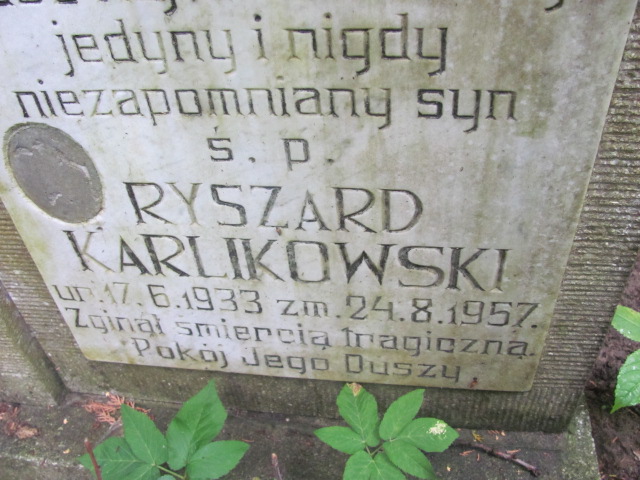 jedyny i nigdy
niezapomniany syn
ś. p.
RYSZARD
KARLIKOWSKI
ur. 17.6.1933 zm. 24.8.1957.
Zginął śmiercią tragiczną.
Pokój Jego Duszy